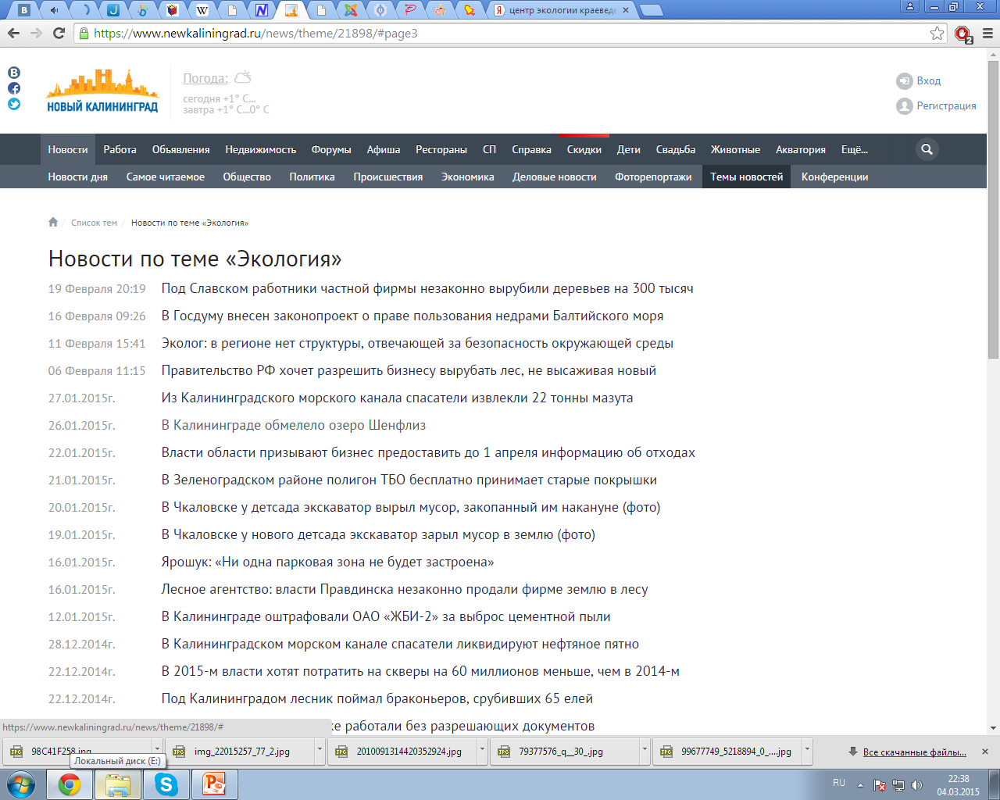 центр экологии краеведе
https://www.newkaliningrad.ru/news/theme/21898/#page3
2
НОВЫЙ КАЛИНИНГРАД
Погода:
сегодня +1° С...
завтра +1° С...0° С
Вход
Регистрация
Новости Работа Объявления Недвижимость Форумы Афиша Рестораны СП Справка Скидки Дети Свадьба Животные Акватория Ещё...
Новости дня Самое читаемое Общество Политика Происшествия Экономика Деловые новости Фоторепортажи Темы новостей Конференции
Список тем / Новости по теме «Экология»
Новости по теме «Экология»
19 Февраля 20:19 Под Славском работники частной фирмы незаконно вырубили деревьев на 300 тысяч
16 Февраля 09:26 В Госдуму внесен законопроект о праве пользования недрами Балтийского моря
11 Февраля 15:41 Эколог: в регионе нет структуры, отвечающей за безопасность окружающей среды
06 Февраля 11:15 Правительство РФ хочет разрешить бизнесу вырубать лес, не высаживая новый
27.01.2015г. Из Калининградского морского канала спасатели извлекли 22 тонны мазута
26.01.2015г. В Калининграде обмелело озеро Шенфлиз
22.01.2015г. Власти области призывают бизнес предоставить до 1 апреля информацию об отходах
21.01.2015г. В Зеленоградском районе полигон ТБО бесплатно принимает старые покрышки
20.01.2015г. В Чкаловске у детсада экскаватор вырыл мусор, закопанный им накануне (фото)
19.01.2015г. В Чкаловске у нового детсада экскаватор зарыл мусор в землю (фото)
16.01.2015г. Ярошук: «Ни одна парковая зона не будет застроена»
16.01.2015г. Лесное агентство: власти Правдинска незаконно продали фирме землю в лесу
12.01.2015г. В Калининграде оштрафовали ОАО «ЖБИ-2» за выброс цементной пыли
28.12.2014г. В Калининградском морском канале спасатели ликвидируют нефтяное пятно
22.12.2014г. В 2015-м власти хотят потратить на скверы на 60 миллионов меньше, чем в 2014-м
22.12.2014г. Под Калининградом лесник поймал браконьеров, срубивших 65 елей
https://www.newkaliningrad.ru/news/theme/21898/# ке работали без разрешающих документов
98C41F258.jpg img_22015257_77_2.jpg 2010091314420352924.jpg 79377576_q__30_.jpg 99677749_5218894_0_....jpg Все скачанные файлы...
Локальный диск (E:)
RU 22:38
04.03.2015